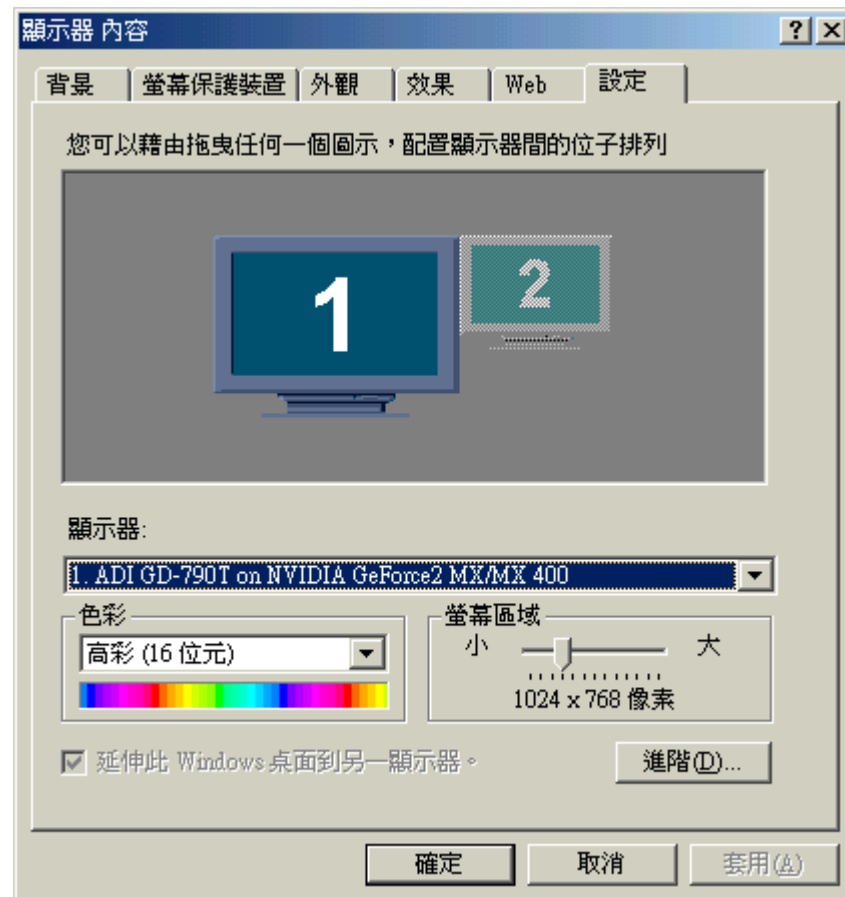 顯示器 內容
背景 螢幕保護裝置 外觀 效果 Web 設定
您可以藉由拖曳任何一個圖示，配置顯示器間的位子排列
1 2
顯示器:
1. ADI GD-790T on NVIDIA GeForce2 MX/MX 400
色彩 螢幕區域
高彩 (16 位元) 小 大
1024 x 768 像素
延伸此 Windows 桌面到另一顯示器。 進階(D)...
確定 取消 套用(A)